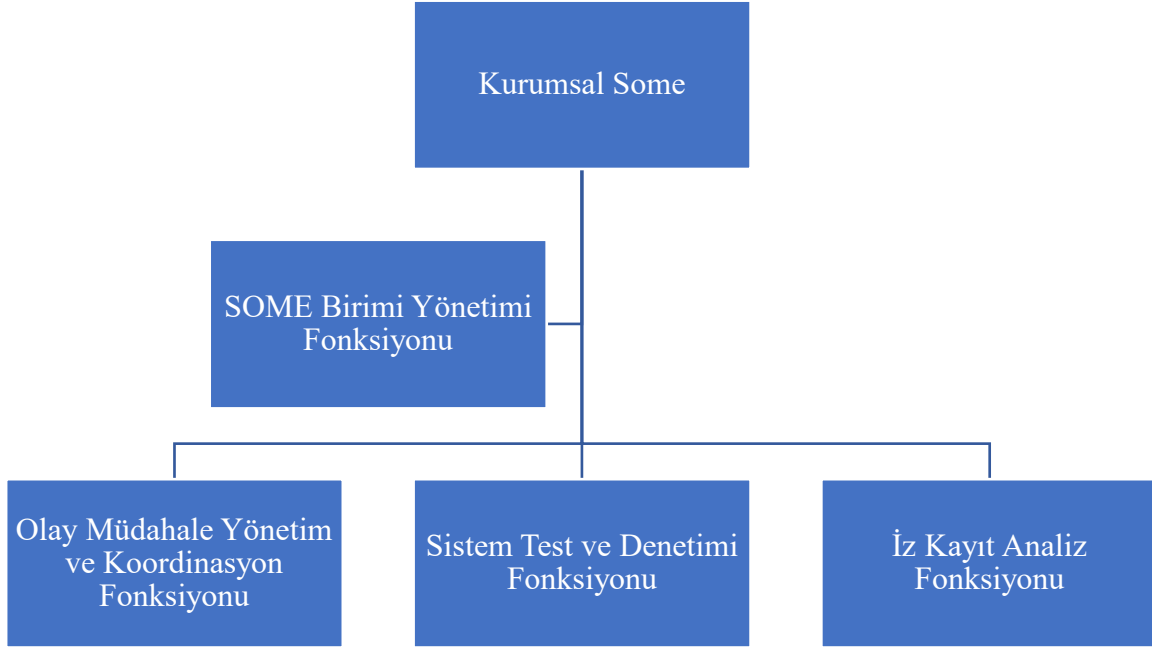 Kurumsal Some
SOME Birimi Yönetimi
Fonksiyonu
Olay Müdahale Yönetim
ve Koordinasyon
Fonksiyonu
Sistem Test ve Denetimi
Fonksiyonu
İz Kayıt Analiz
Fonksiyonu